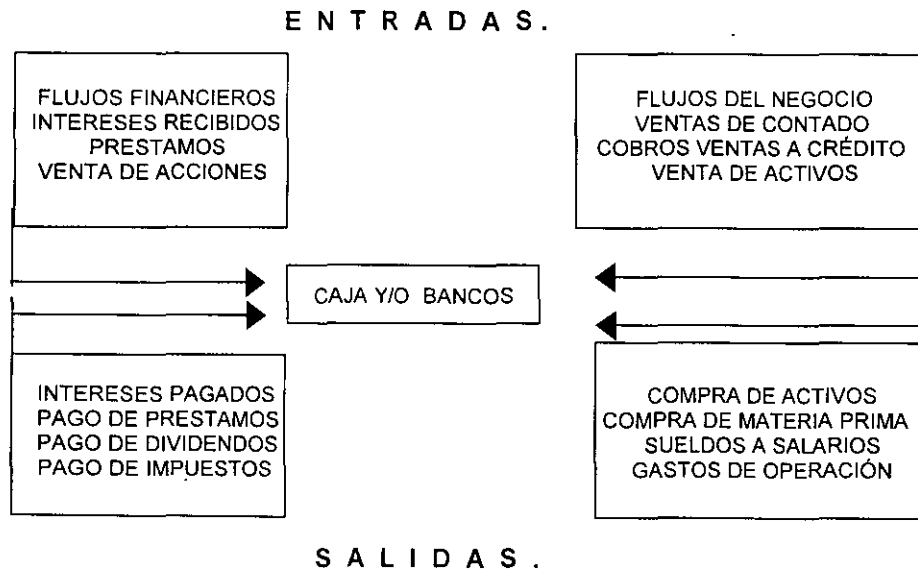 ENTRADAS.
FLUJOS FINANCIEROS
INTERESES RECIBIDOS
PRESTAMOS
VENTA DE ACCIONES
FLUJOS DEL NEGOCIO
VENTAS DE CONTADO
COBROS VENTAS A CRÉDITO
VENTA DE ACTIVOS
CAJA Y/O BANCOS
INTERESES PAGADOS
PAGO DE PRESTAMOS
PAGO DE DIVIDENDOS
PAGO DE IMPUESTOS
COMPRA DE ACTIVOS
COMPRA DE MATERIA PRIMA
SUELDOS A SALARIOS
GASTOS DE OPERACIÓN
SALIDAS.